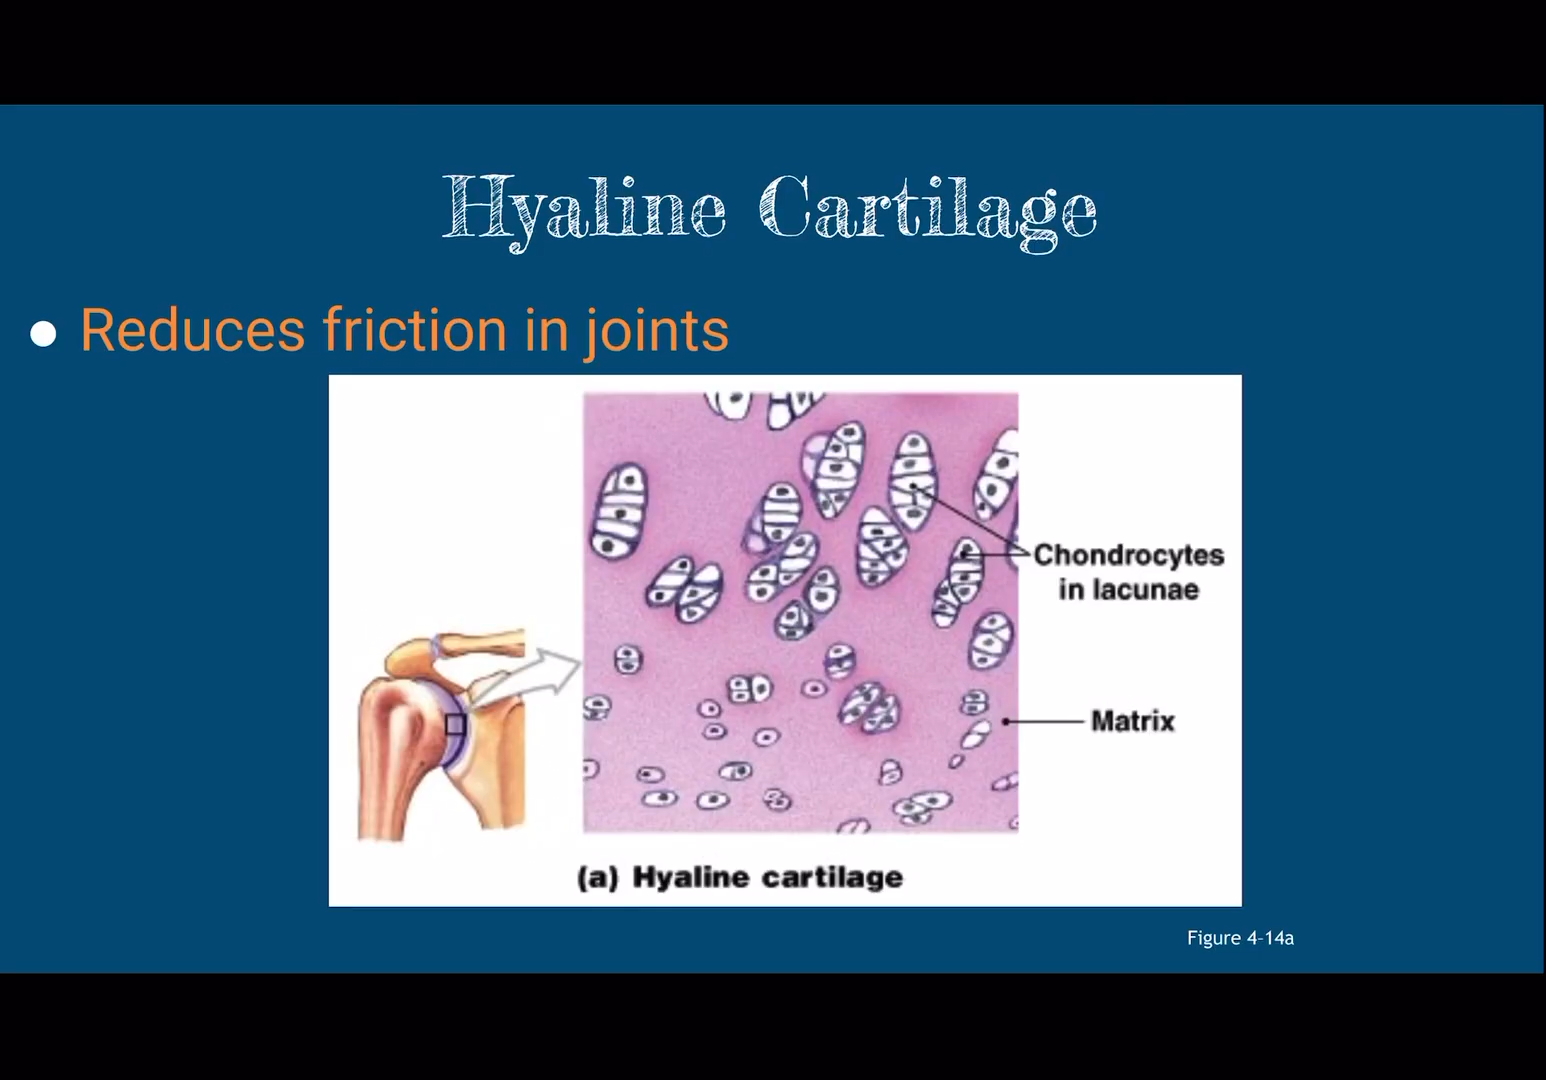 Hyaline Cartilage
Reduces friction in joints
Chondrocytes
in lacunae
Matrix
(a) Hyaline cartilage
Figure 4-14a